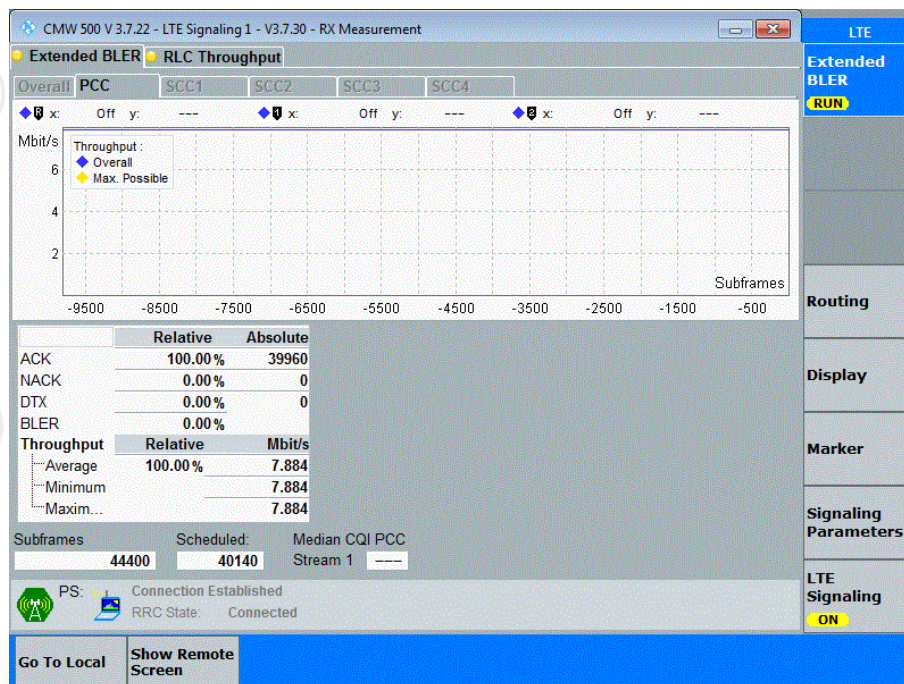 CMW 500 V 3.7.22 - LTE Signaling 1 - V3.7.30 - RX Measurement
LTE
Extended BLER RLC Throughput
Extended
BLER
RUN
Overall PCC SCC1 SCC2 SCC3 SCC4
R x: Off y: --- 1 x: Off y: --- 2 x: Off y: ---
Mbit/s
Throughput :
Overall
Max. Possible
6
4
2
Subframes
-9500 -8500 -7500 -6500 -5500 -4500 -3500 -2500 -1500 -500
Routing
Relative Absolute
ACK 100.00 % 39960
NACK 0.00 % 0
DTX 0.00 % 0
BLER 0.00 %
Throughput Relative Mbit/s
Average 100.00 % 7.884
Minimum 7.884
Maxim... 7.884
Display
Marker
Signaling
Parameters
Subframes Scheduled: Median CQI PCC
44400 40140 Stream 1 ---
LTE
Signaling
ON
PS: Connection Established
RRC State: Connected
Go To Local
Show Remote
Screen